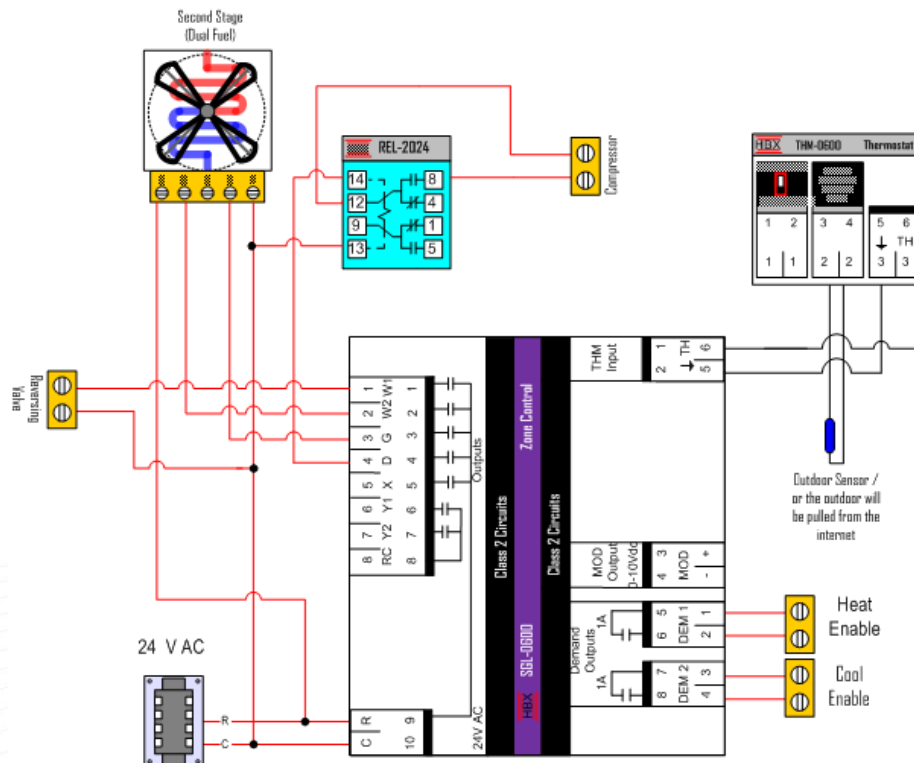 Second Stage
(Dual Fuel)
REL-2024
14
12
9
13
8
4
1
5
Compressor
HBX THM-0600 Thermostat
1 2
3 4
5 6
TH
1 1
2 2
3 3
Reversing
Valve
1 W1 1
2 W2 2
3 G 3
4 D 4
5 X 5
6 Y1 6
7 Y2 7
8 RC 8
Outputs
Class 2 Circuits
HBX SGL-0600 Zone Control
Class 2 Circuits
THM
Input
1 TH 6
2 5
Outdoor Sensor /
or the outdoor will
be pulled from the
internet
MOD
Output
0-10Vdc
3 MOD +
4 -
Demand
Outputs
1A
5 DEM 1 1
6 2
1A
7 DEM 2 3
8 4
Heat
Enable
Cool
Enable
24 V AC
R
C
R 9
C 10
24V AC